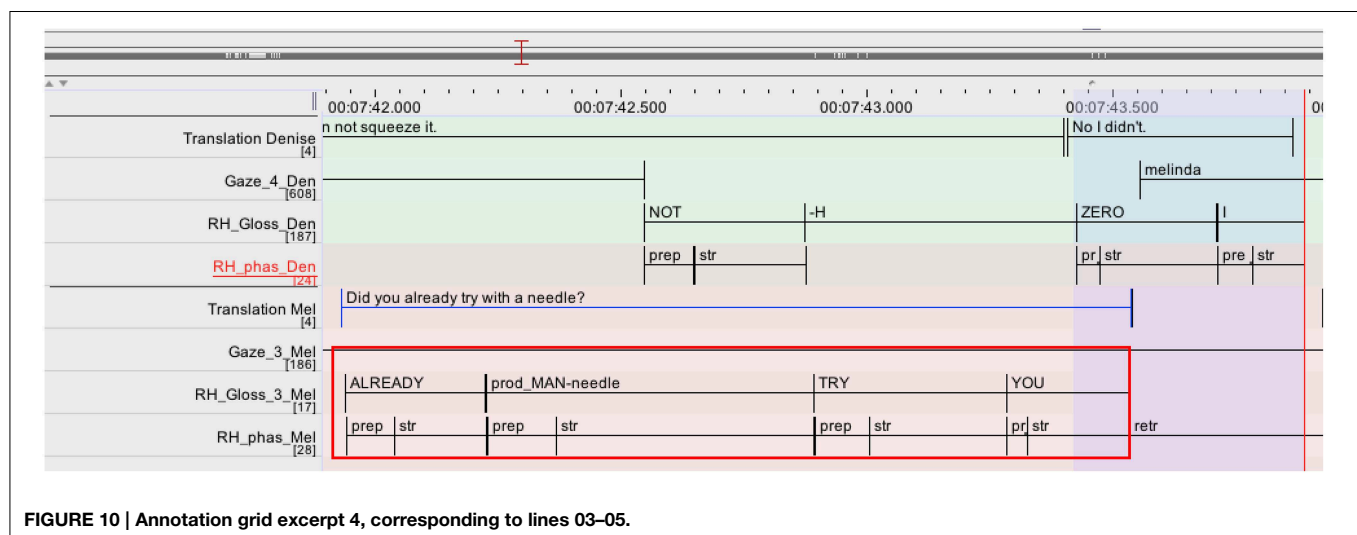 00:07:42.000 00:07:42.500 00:07:43.000 00:07:43.500 00
Translation Denise n not squeeze it. No I didn't.
[4]
Gaze_4_Den melinda
[608]
RH_Gloss_Den NOT -H ZERO I
[187]
RH_phas_Den prep str pr str pre str
[24]
Translation Mel Did you already try with a needle?
[4]
Gaze_3_Mel
[186]
RH_Gloss_3_Mel ALREADY prod_MAN-needle TRY YOU
[17]
RH_phas_Mel prep str prep str prep str pr str retr
[28]
FIGURE 10 | Annotation grid excerpt 4, corresponding to lines 03–05.